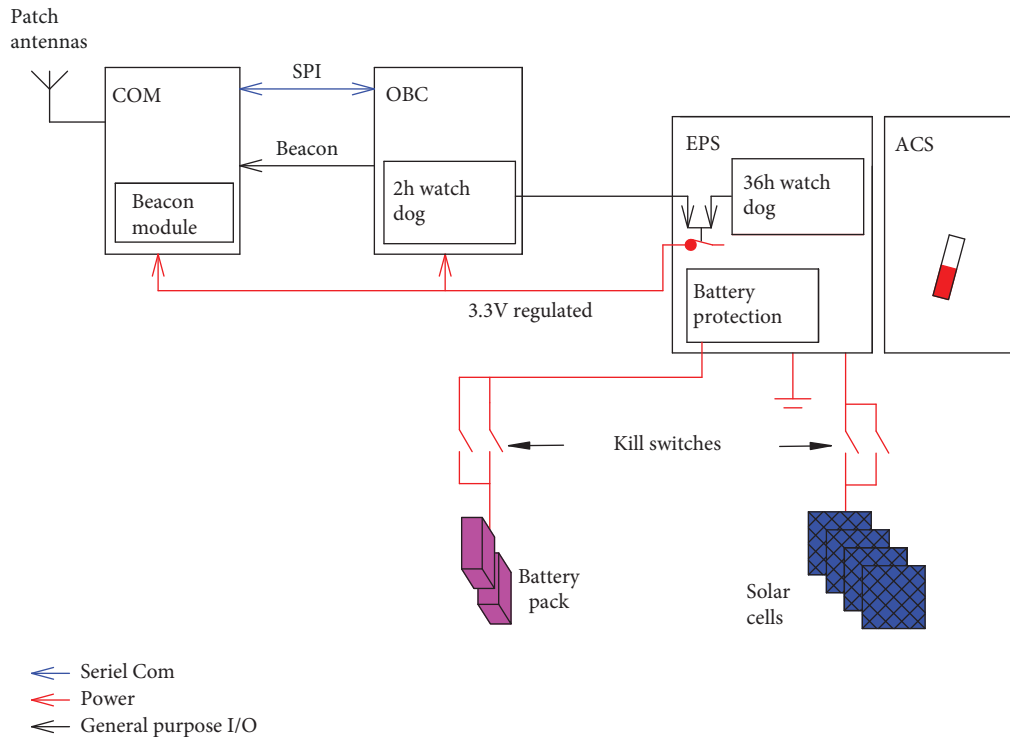 Patch
antennas
COM
SPI
OBC
Beacon
Beacon
module
2h watch
dog
EPS
36h watch
dog
ACS
3.3V regulated
Battery
protection
Kill switches
Battery
pack
Solar
cells
Seriel Com
Power
General purpose I/O